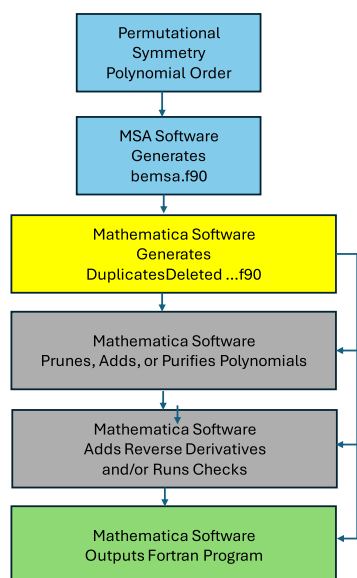 Permutational
Symmetry
Polynomial Order
MSA Software
Generates
bemsa.f90
Mathematica Software
Generates
DuplicatesDeleted ...f90
Mathematica Software
Prunes, Adds, or Purifies Polynomials
Mathematica Software
Adds Reverse Derivatives
and/or Runs Checks
Mathematica Software
Outputs Fortran Program